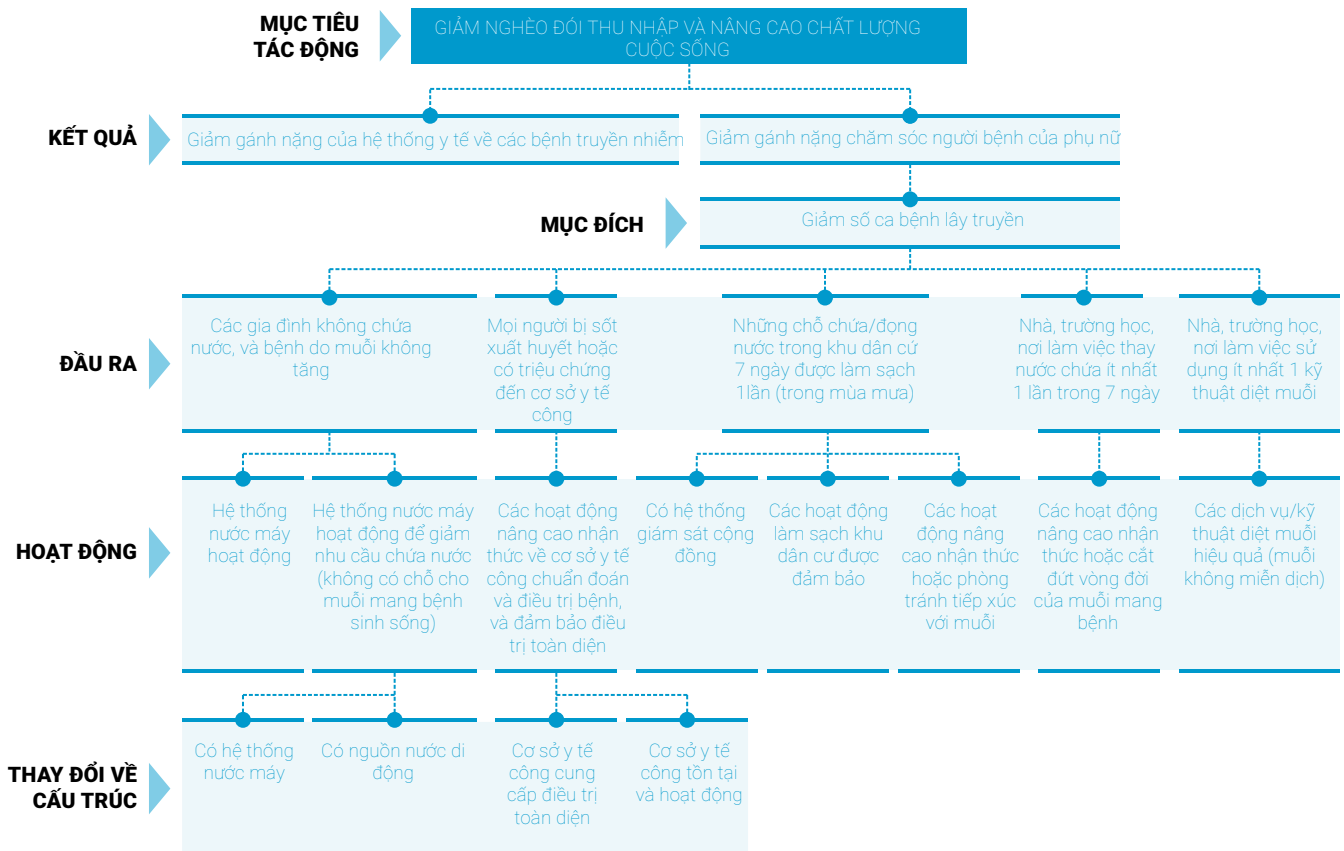 MỤC TIÊU
TÁC ĐỘNG
GIẢM NGHÈO ĐÓI THU NHẬP VÀ NÂNG CAO CHẤT LƯỢNG
CUỘC SỐNG
KẾT QUẢ
Giảm gánh nặng của hệ thống y tế về các bệnh truyền nhiễm
Giảm gánh nặng chăm sóc người bệnh của phụ nữ
MỤC ĐÍCH
Giảm số ca bệnh lây truyền
ĐẦU RA
Các gia đình không chứa
nước, và bệnh do muỗi không
tăng
Mọi người bị sốt
xuất huyết hoặc
có triệu chứng
đến cơ sở y tế
công
Những chỗ chứa/đọng
nước trong khu dân cứ
7 ngày được làm sạch
1lần (trong mùa mưa)
Nhà, trường học,
nơi làm việc thay
nước chứa ít nhất
1 lần trong 7 ngày
Nhà, trường học,
nơi làm việc sử
dụng ít nhất 1 kỹ
thuật diệt muỗi
HOẠT ĐỘNG
Hệ thống
nước máy
hoạt động
Hệ thống nước máy
hoạt động để giảm
nhu cầu chứa nước
(không có chỗ cho
muỗi mang bệnh
sinh sống)
Các hoạt động
nâng cao nhận
thức về cơ sở y tế
công chuẩn đoán
và điều trị bệnh,
và đảm bảo điều
trị toàn diện
Có hệ thống
giám sát cộng
đồng
Các hoạt động
làm sạch khu
dân cư được
đảm bảo
Các hoạt
động nâng
cao nhận thức
hoặc phòng
tránh tiếp xúc
với muỗi
Các hoạt động
nâng cao nhận
thức hoặc cắt
đứt vòng đời
của muỗi mang
bệnh
Các dịch vụ/kỹ
thuật diệt muỗi
hiệu quả (muỗi
không miễn dịch)
THAY ĐỔI VỀ
CẤU TRÚC
Có hệ thống
nước máy
Có nguồn nước di
động
Cơ sở y tế
công cung
cấp điều trị
toàn diện
Cơ sở y tế
công tồn tại
và hoạt động